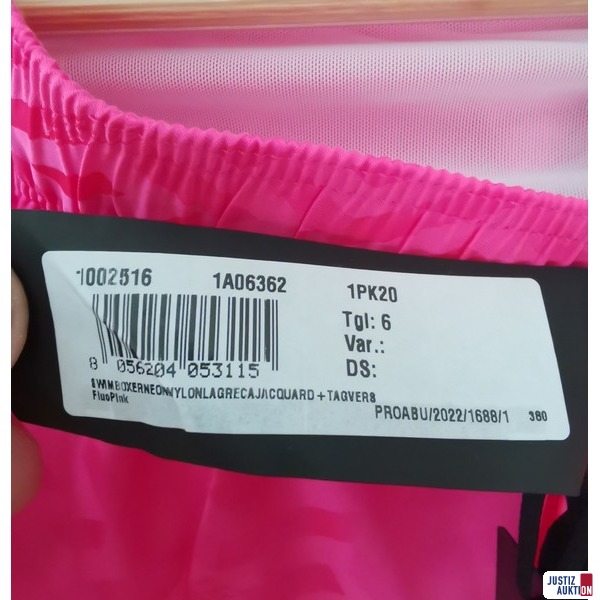 1002516 1A06362 1PK20
Tgl: 6
Var.:
DS:
8 056204 053115
SWIMBOXERNEONNYLONLAGRECAJACQUARD+TAGVERS
FluoPink
PROABU/2022/1688/1 380
JUSTIZ
AUKTION